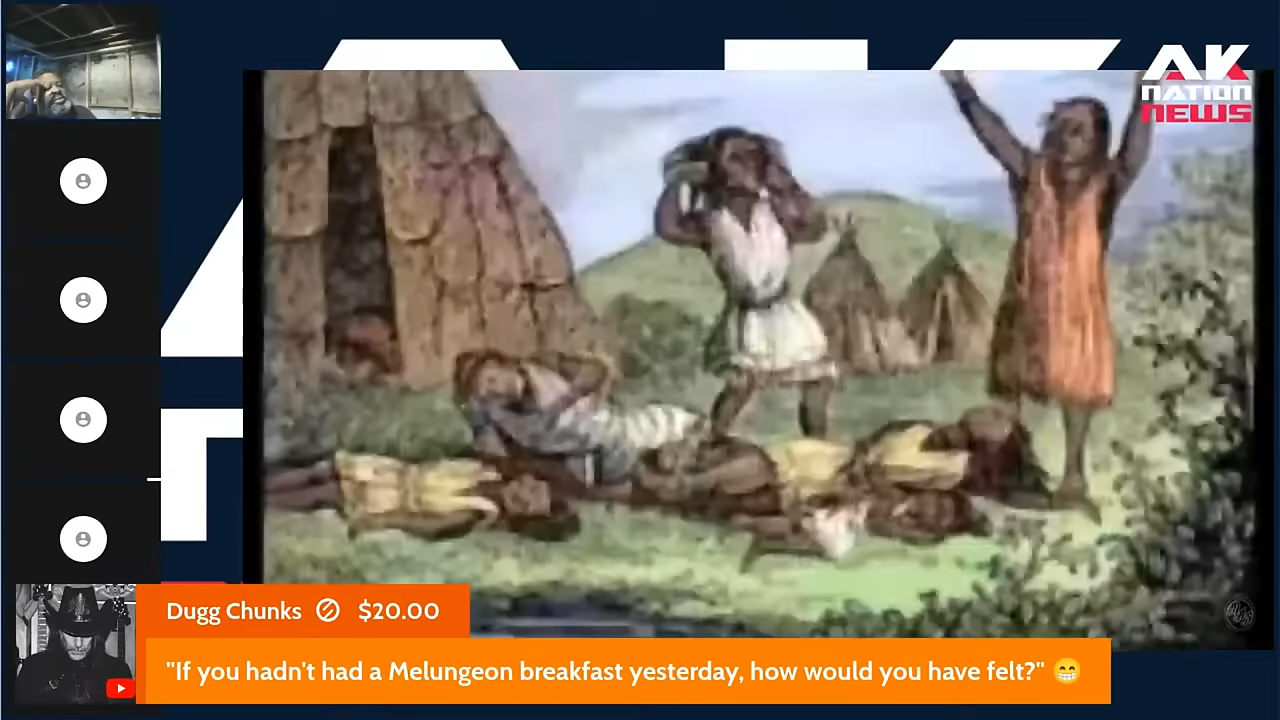 AK
NATION
NEWS
Dugg Chunks $20.00
"If you hadn't had a Melungeon breakfast yesterday, how would you have felt?" 😁